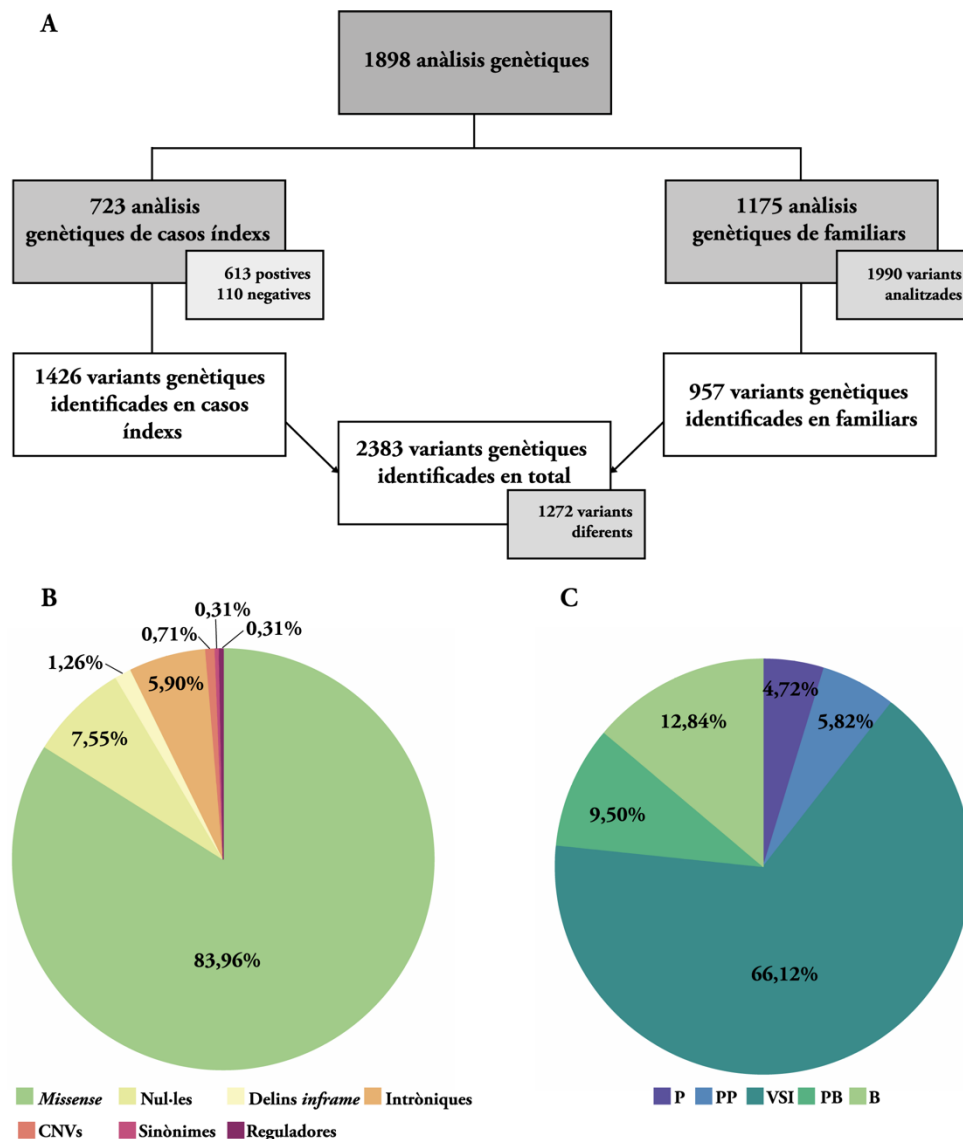 A
1898 anàlisis genètiques
723 anàlisis
genètiques de casos índexs
613 postives
110 negatives
1175 anàlisis
genètiques de familiars
1990 variants
analitzades
1426 variants genètiques
identificades en casos
índexs
957 variants genètiques
identificades en familiars
2383 variants genètiques
identificades en total
1272 variants
diferents
B
0,31%
0,71%
0,31%
1,26%
5,90%
7,55%
83,96%
Missense
Nul·les
Delins inframe
Intròniques
CNVs
Sinònimes
Reguladores
C
4,72%
5,82%
12,84%
9,50%
66,12%
P
PP
VSI
PB
B